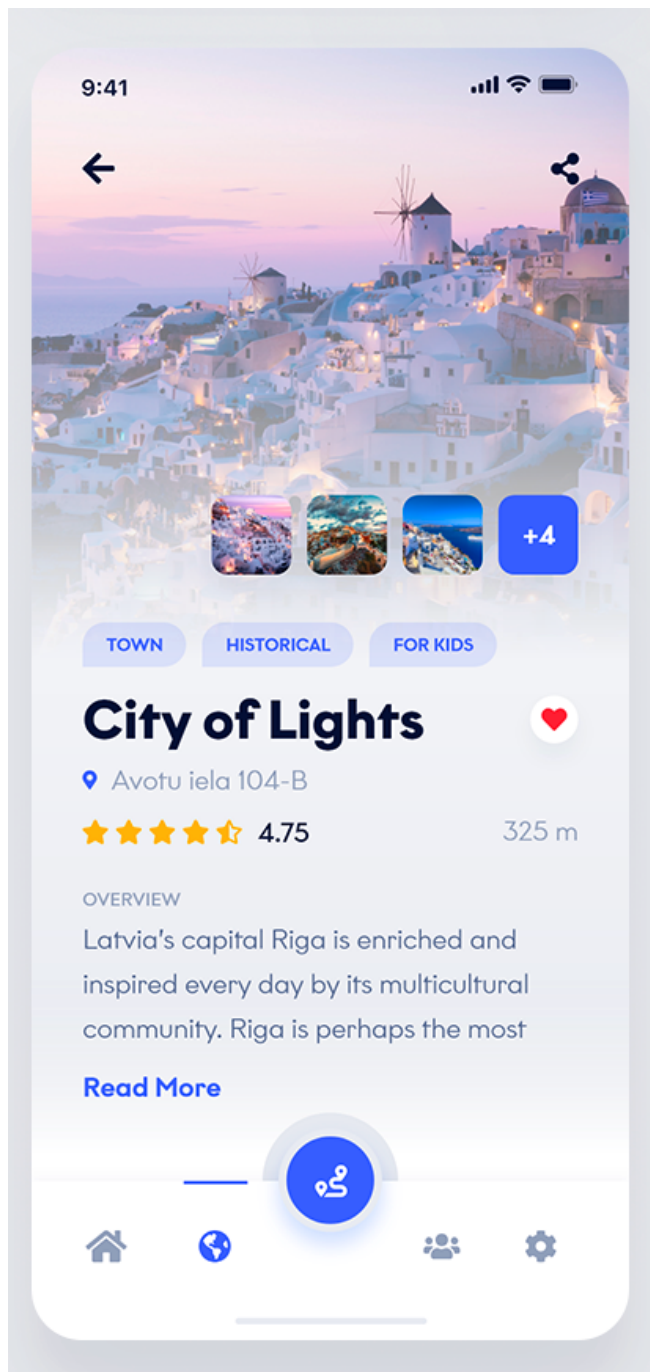 9:41
+4
TOWN HISTORICAL FOR KIDS
City of Lights
Avotu iela 104-B
4.75 325 m
OVERVIEW
Latvia's capital Riga is enriched and
inspired every day by its multicultural
community. Riga is perhaps the most
Read More